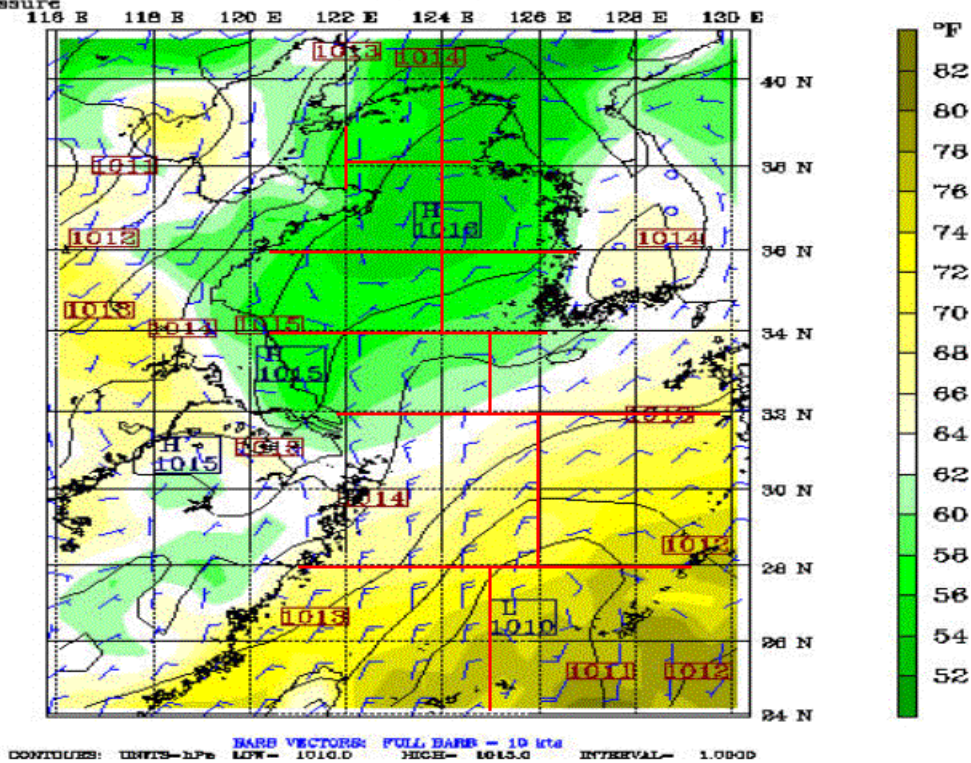 ssure
116 E 118 E 120 E 122 E 124 E 126 E 128 E 130 E
°F
1013 1014
40 N
82
80
1011
38 N
78
76
H
1016
1012 1014
36 N
74
72
1013 1014 1015
34 N
70
H
1015
68
66
32 N
64
H
1015
1013
62
1014
30 N
60
1012
58
28 N
56
1013
L
1010
54
26 N
1011 1012
52
24 N
BARB VECTORS: FULL BARB = 10 kts
CONTOURS: UNITS=hPa LOW= 1010.0 HIGH= 1015.0 INTERVAL= 1.0000